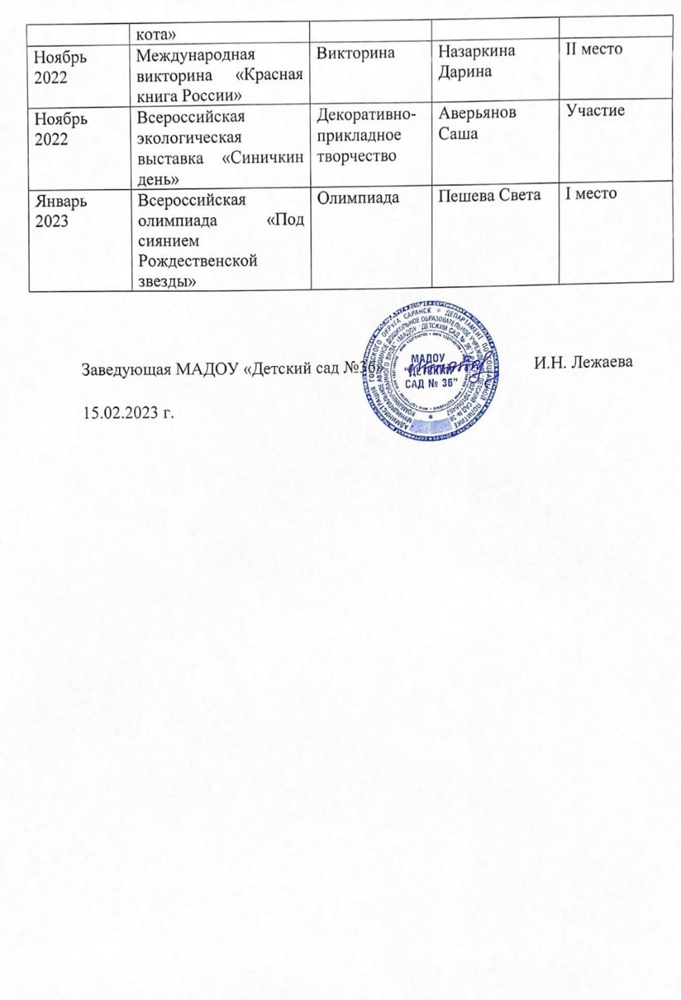 кота»
Ноябрь 2022 Международная викторина «Красная книга России» Викторина Назаркина Дарина II место
Ноябрь 2022 Всероссийская экологическая выставка «Синичкин день» Декоративно-прикладное творчество Аверьянов Саша Участие
Январь 2023 Всероссийская олимпиада «Под сиянием Рождественской звезды» Олимпиада Пешева Света I место
Заведующая МАДОУ «Детский сад №36» И.Н. Лежаева
МАДОУ
"ДЕТСКИЙ
САД № 36"
15.02.2023 г.